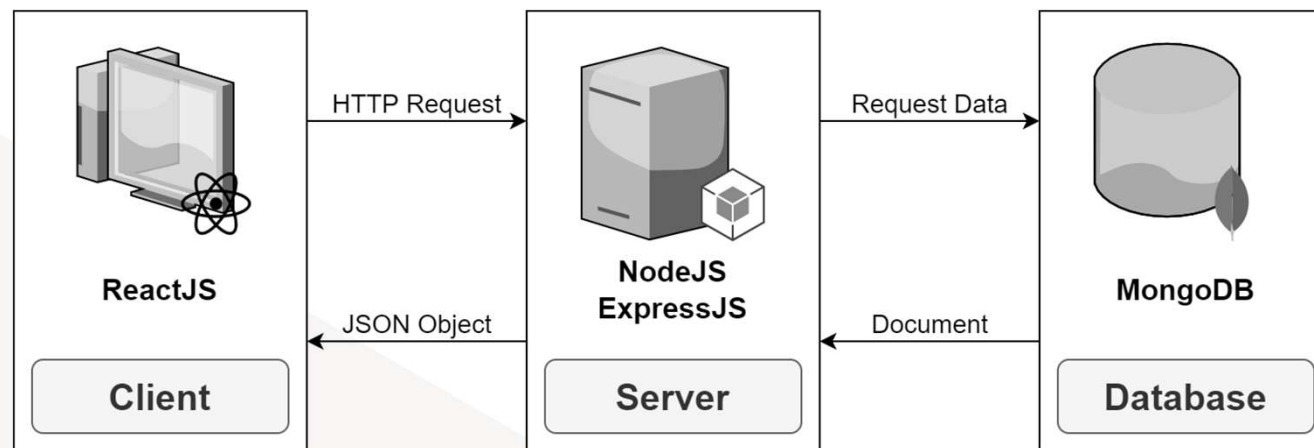 HTTP Request
Request Data
ReactJS
NodeJS
ExpressJS
MongoDB
JSON Object
Document
Client
Server
Database